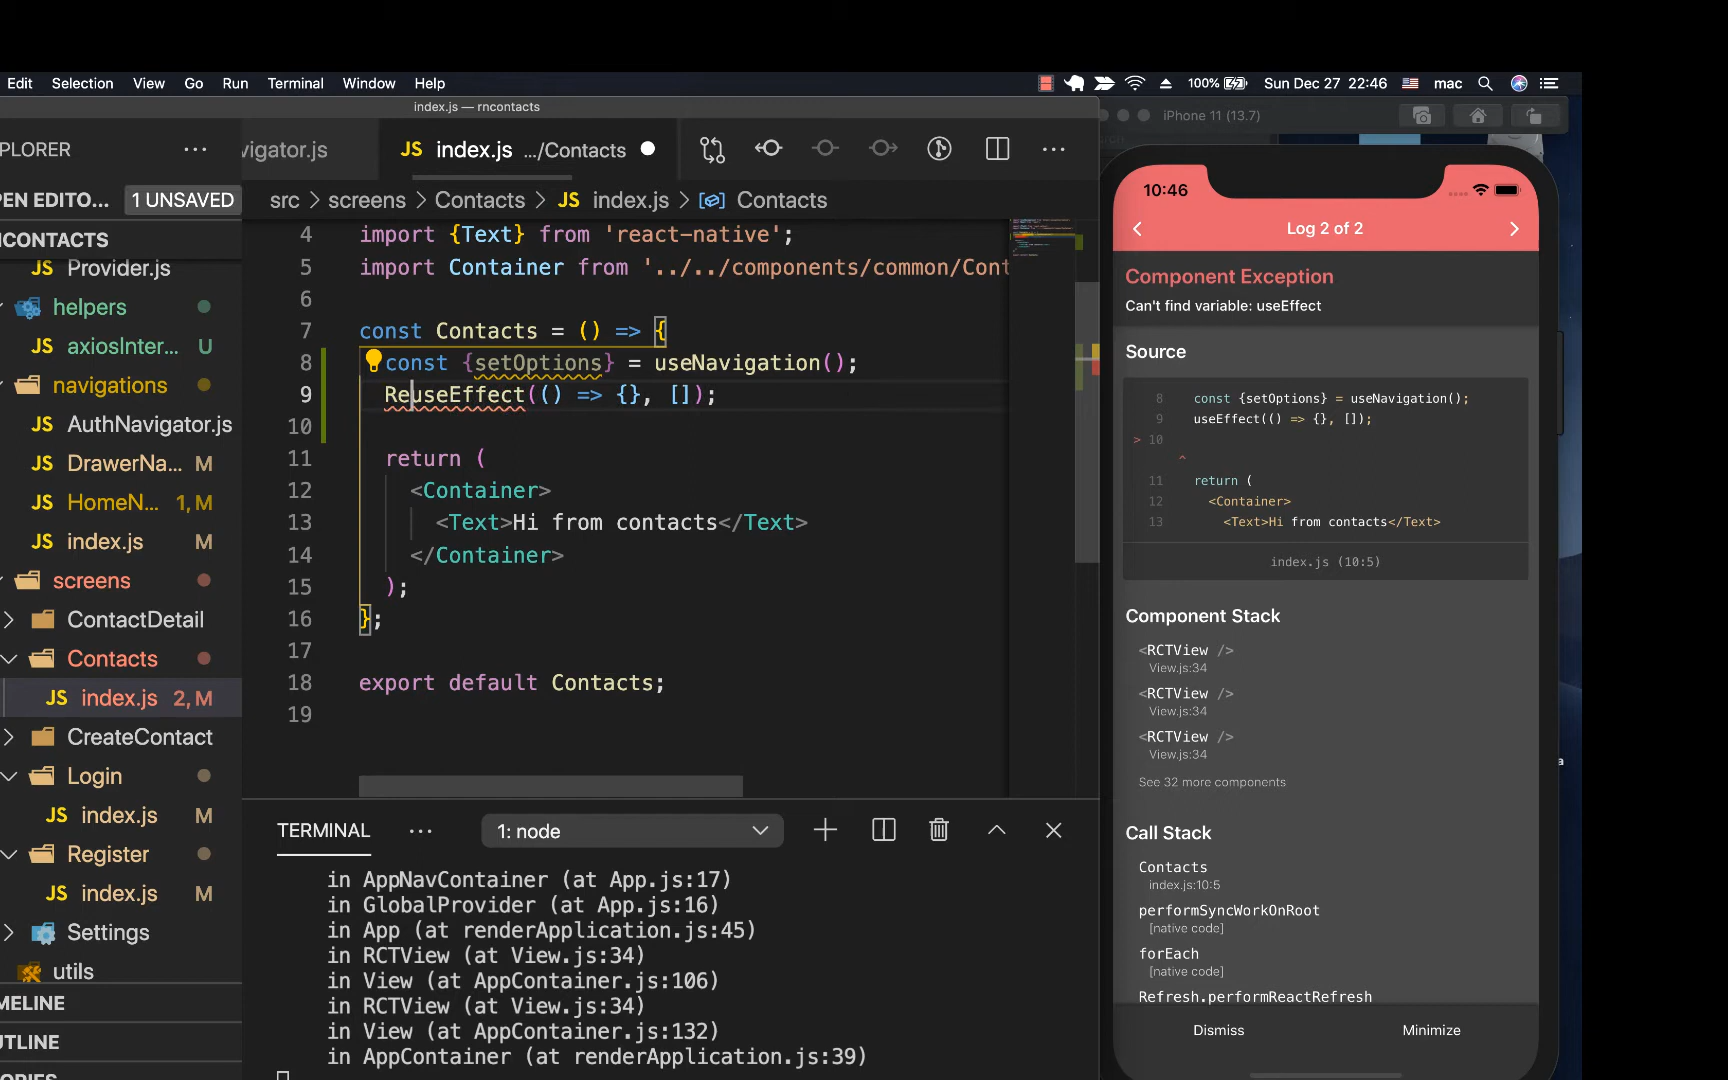 Edit Selection View Go Run Terminal Window Help 100% Sun Dec 27 22:46 mac
index.js — rncontacts
PLORER ...
vigator.js JS index.js .../Contacts ...
PEN EDITO... 1 UNSAVED
NCONTACTS
JS Provider.js
helpers
JS axiosInter... U
navigations
JS AuthNavigator.js
JS DrawerNa... M
JS HomeN... 1, M
JS index.js M
screens
ContactDetail
Contacts
JS index.js 2, M
CreateContact
Login
JS index.js M
Register
JS index.js M
Settings
utils
MELINE
UTLINE
src > screens > Contacts > JS index.js > Contacts
4 import {Text} from 'react-native';
5 import Container from '../../components/common/Cont
6
7 const Contacts = () => {
8 const {setOptions} = useNavigation();
9 ReuseEffect(() => {}, []);
10
11 return (
12 <Container>
13 <Text>Hi from contacts</Text>
14 </Container>
15 );
16 };
17
18 export default Contacts;
19
TERMINAL ... 1: node
in AppNavContainer (at App.js:17)
in GlobalProvider (at App.js:16)
in App (at renderApplication.js:45)
in RCTView (at View.js:34)
in View (at AppContainer.js:106)
in RCTView (at View.js:34)
in View (at AppContainer.js:132)
in AppContainer (at renderApplication.js:39)
iPhone 11 (13.7)
10:46
Log 2 of 2
Component Exception
Can't find variable: useEffect
Source
8 const {setOptions} = useNavigation();
9 useEffect(() => {}, []);
> 10
^
11 return (
12 <Container>
13 <Text>Hi from contacts</Text>
index.js (10:5)
Component Stack
<RCTView />
View.js:34
<RCTView />
View.js:34
<RCTView />
View.js:34
See 32 more components
Call Stack
Contacts
index.js:10:5
performSyncWorkOnRoot
[native code]
forEach
[native code]
Refresh.performReactRefresh
Dismiss Minimize